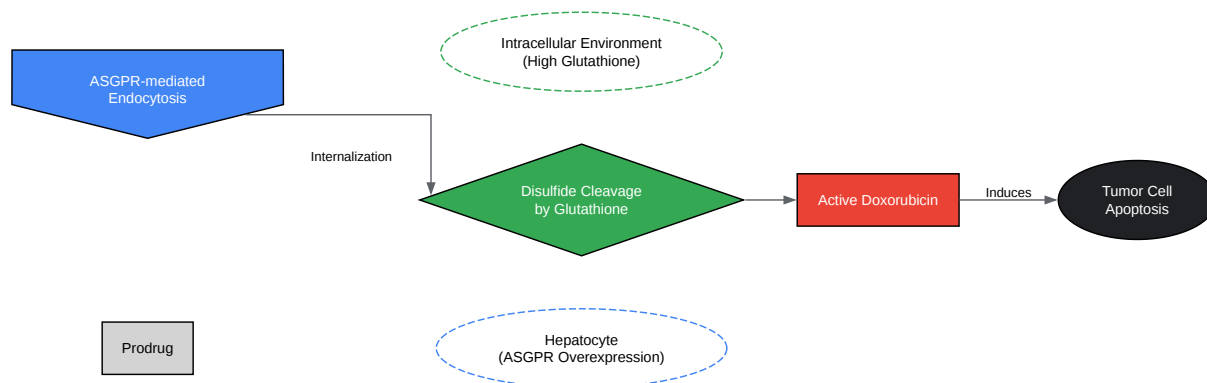 Intracellular Environment
(High Glutathione)
ASGPR-mediated
Endocytosis
Internalization
Disulfide Cleavage
by Glutathione
Active Doxorubicin
Induces
Tumor Cell
Apoptosis
Prodrug
Hepatocyte
(ASGPR Overexpression)